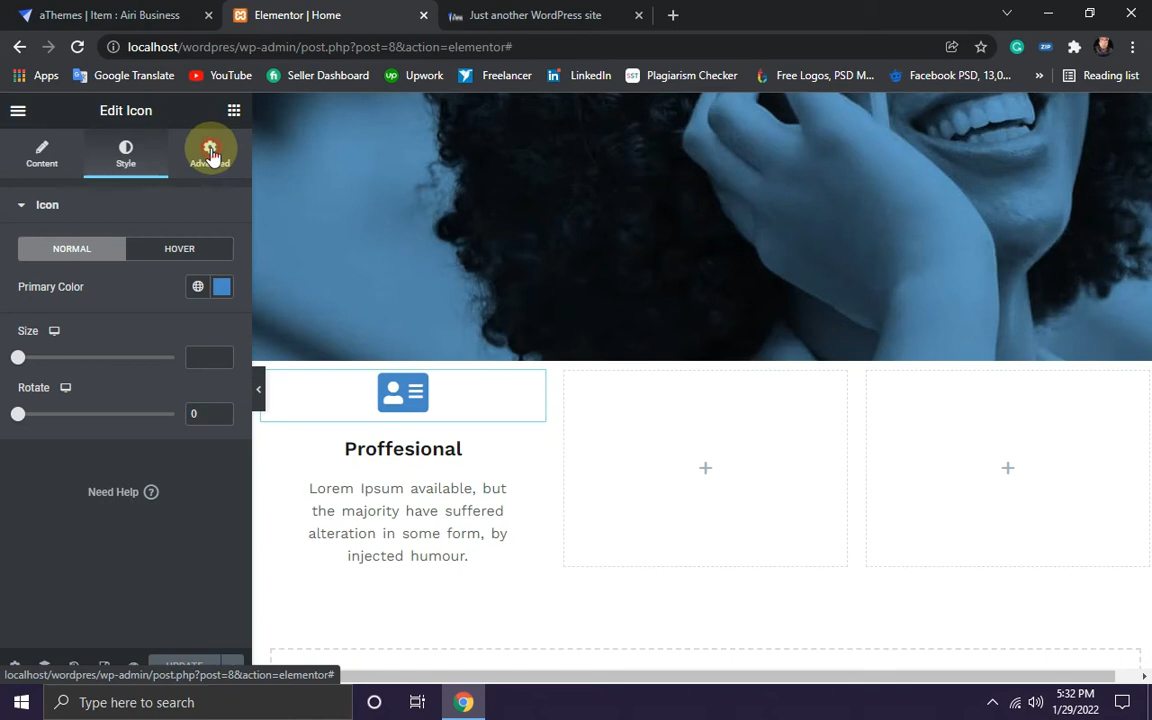 aThemes | Item : Airi Business
Elementor | Home
Just another WordPress site
localhost/wordpres/wp-admin/post.php?post=8&action=elementor#
Apps
Google Translate
YouTube
Seller Dashboard
Upwork
Freelancer
LinkedIn
Plagiarism Checker
Free Logos, PSD M...
Facebook PSD, 13,0...
»
Reading list
Edit Icon
Content
Style
Advanced
Icon
NORMAL
HOVER
Primary Color
Size
Rotate
0
Need Help ?
UPDATE
Proffesional
Lorem Ipsum available, but
the majority have suffered
alteration in some form, by
injected humour.
localhost/wordpres/wp-admin/post.php?post=8&action=elementor#
Type here to search
5:32 PM
1/29/2022